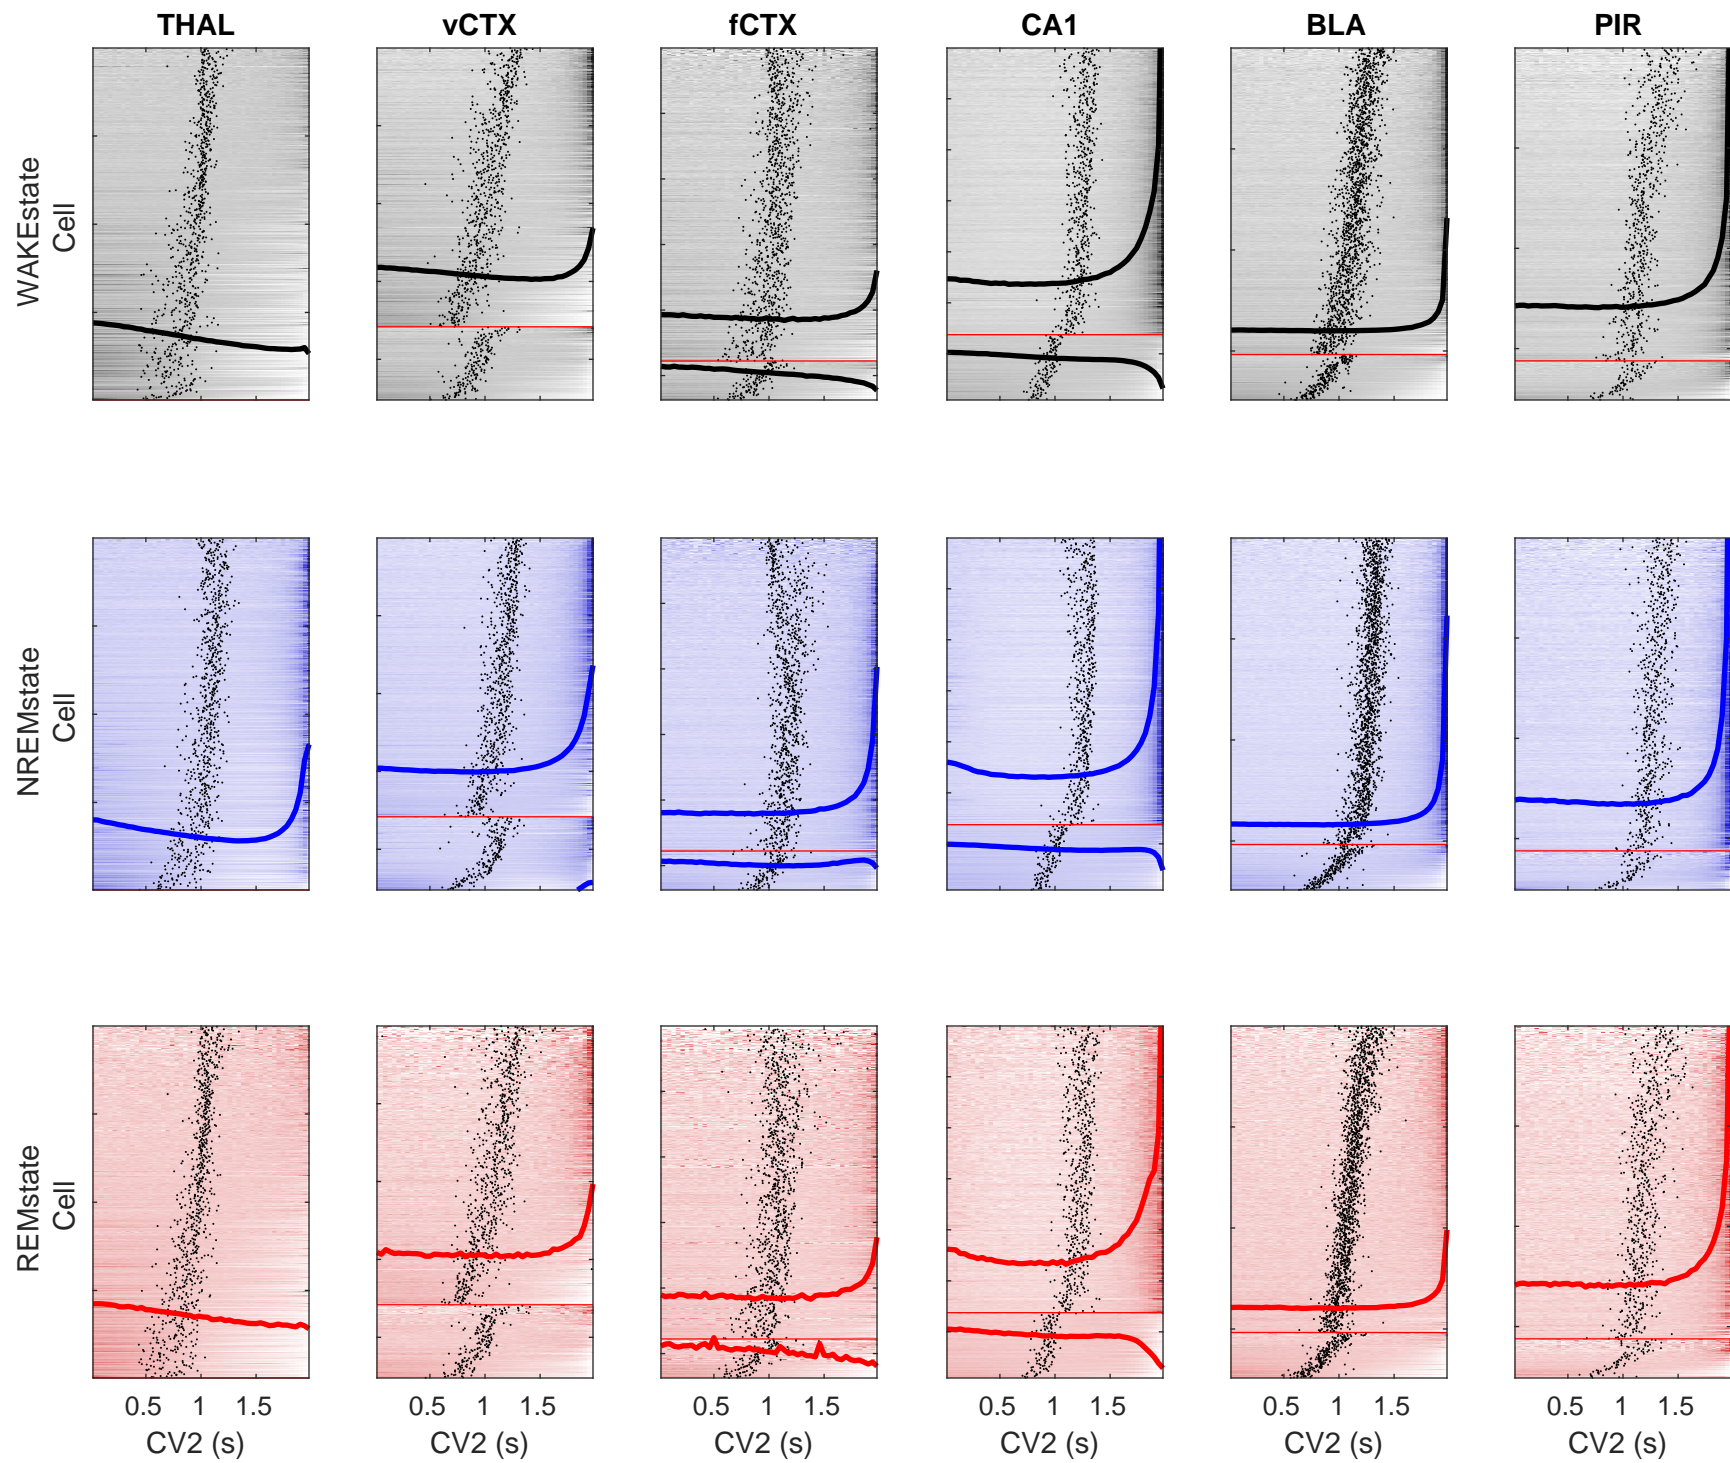 THAL vCTX fCTX CA1 BLA PIR
WAKEstate
Cell
NREMstate
Cell
REMstate
Cell
0.5 1 1.5 0.5 1 1.5 0.5 1 1.5 0.5 1 1.5 0.5 1 1.5 0.5 1 1.5
CV2 (s) CV2 (s) CV2 (s) CV2 (s) CV2 (s) CV2 (s)